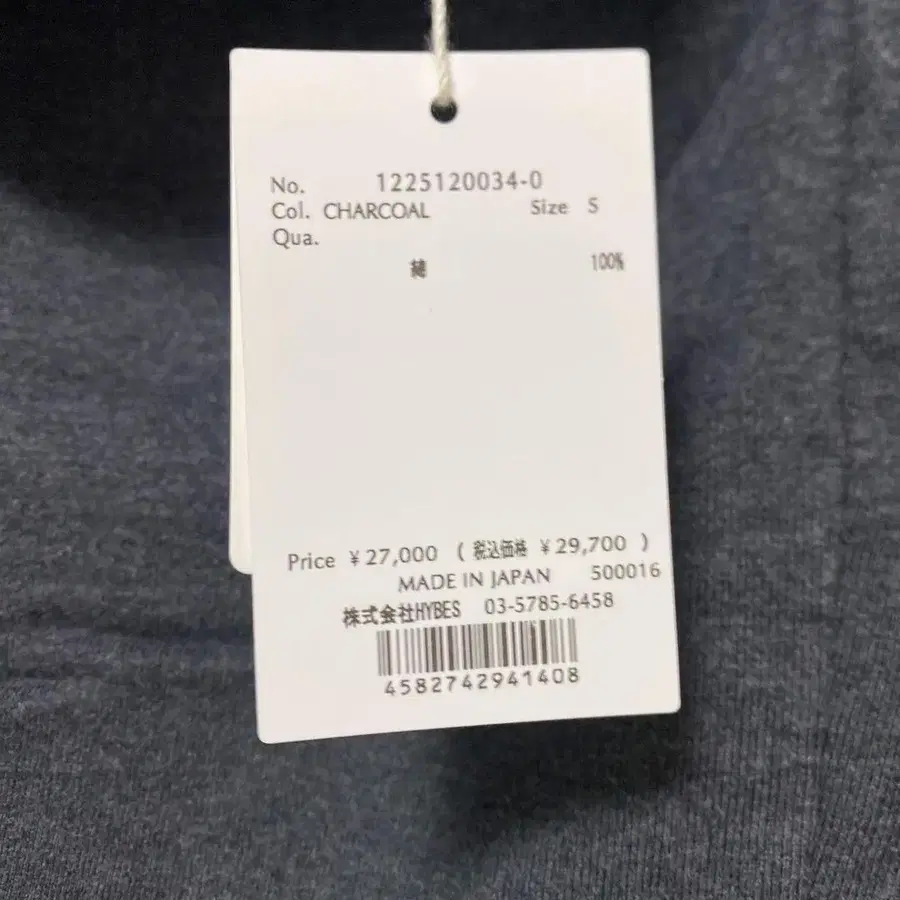 No. 1225120034-0
Col. CHARCOAL Size S
Qua.
綿 100%
Price ¥27,000 ( 税込価格 ¥29,700 )
MADE IN JAPAN 500016
株式会社HYBES 03-5785-6458
4582742941408